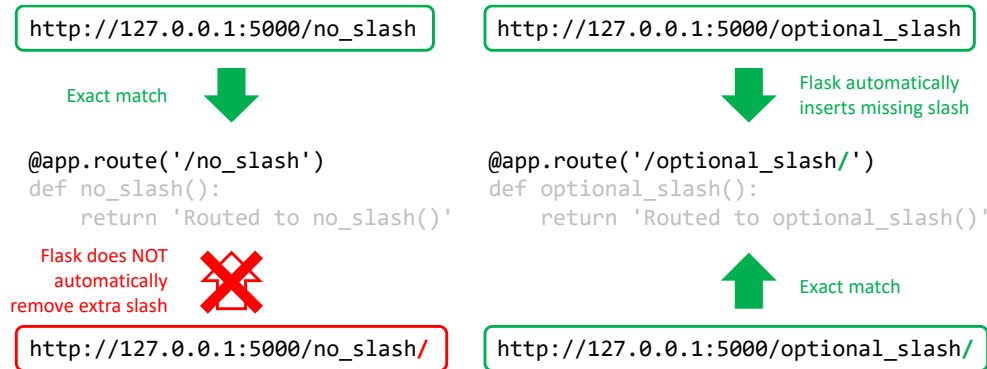 http://127.0.0.1:5000/no_slash
Exact match
@app.route('/no_slash')
def no_slash():
    return 'Routed to no_slash()'
Flask does NOT
automatically
remove extra slash
http://127.0.0.1:5000/no_slash/
http://127.0.0.1:5000/optional_slash
Flask automatically
inserts missing slash
@app.route('/optional_slash/')
def optional_slash():
    return 'Routed to optional_slash()'
Exact match
http://127.0.0.1:5000/optional_slash/